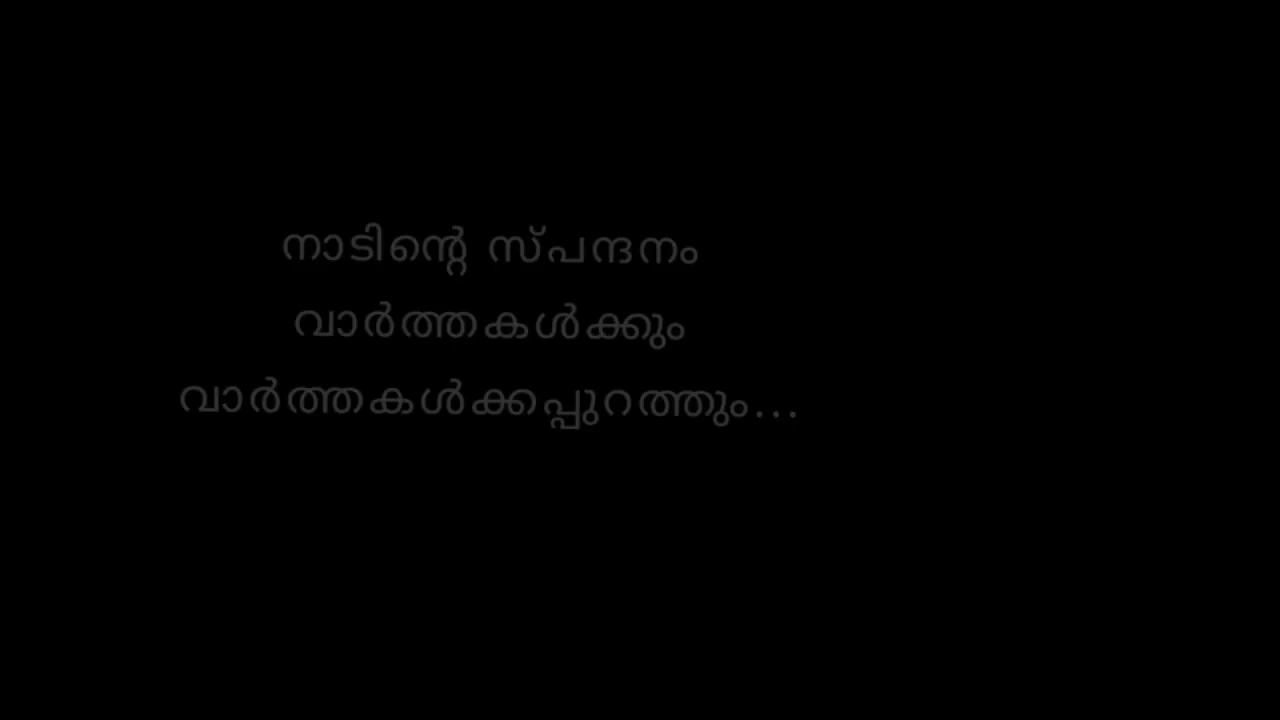 നാടിന്റെ സ്പന്ദനം
വാർത്തകൾക്കും
വാർത്തകൾക്കപ്പുറത്തും...